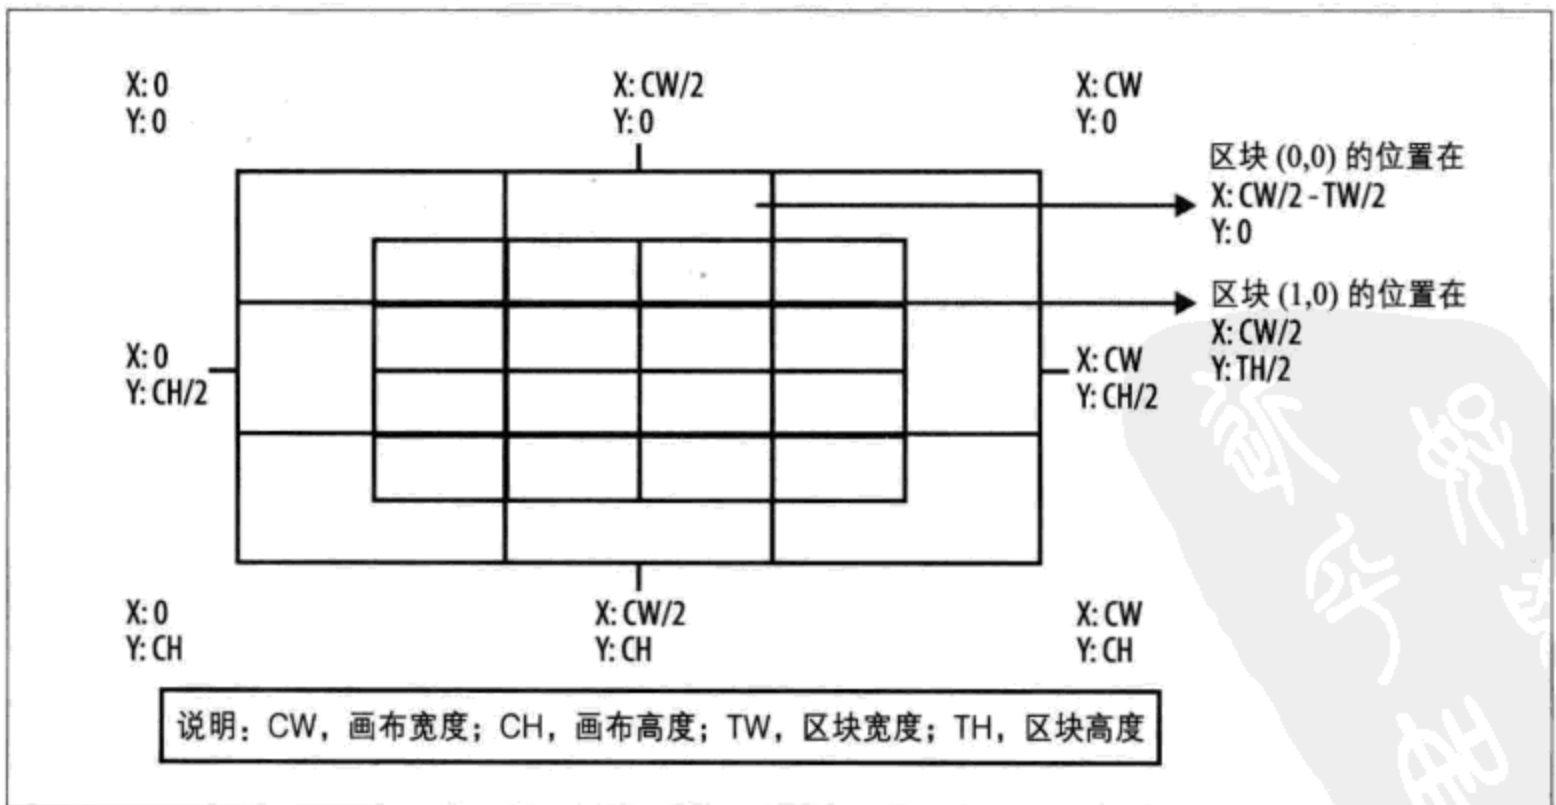 X: 0
Y: 0
X: CW/2
Y: 0
X: CW
Y: 0
区块 (0,0) 的位置在
X: CW/2 - TW/2
Y: 0
区块 (1,0) 的位置在
X: CW/2
Y: TH/2
X: 0
Y: CH/2
X: CW
Y: CH/2
X: 0
Y: CH
X: CW/2
Y: CH
X: CW
Y: CH
说明：CW，画布宽度；CH，画布高度；TW，区块宽度；TH，区块高度